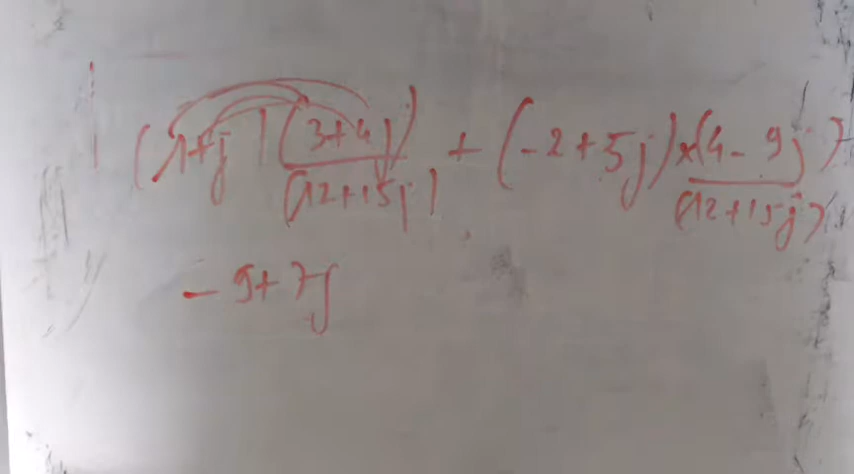 (1+j)(3+4j) + (-2+5j)×(4-9j)
(12+15j) (12+15j)
-9+7j